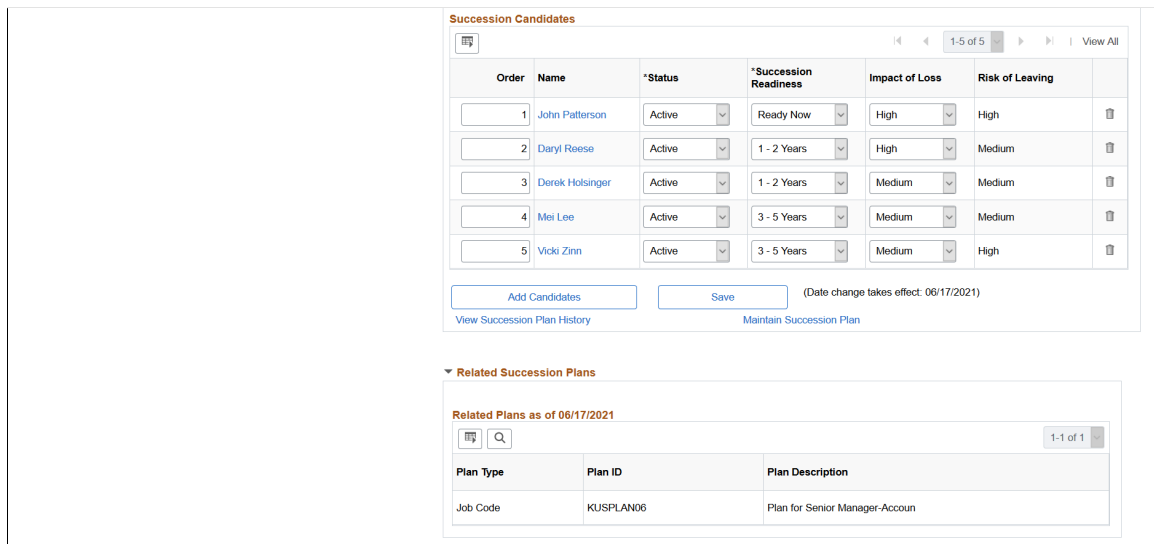 Succession Candidates
1-5 of 5 | View All
Order Name *Status *Succession Readiness Impact of Loss Risk of Leaving
1 John Patterson Active Ready Now High High
2 Daryl Reese Active 1 - 2 Years High Medium
3 Derek Holsinger Active 1 - 2 Years Medium Medium
4 Mei Lee Active 3 - 5 Years Medium Medium
5 Vicki Zinn Active 3 - 5 Years Medium High
Add Candidates Save (Date change takes effect: 06/17/2021)
View Succession Plan History Maintain Succession Plan
Related Succession Plans
Related Plans as of 06/17/2021
1-1 of 1
Plan Type Plan ID Plan Description
Job Code KUSPLAN06 Plan for Senior Manager-Accoun